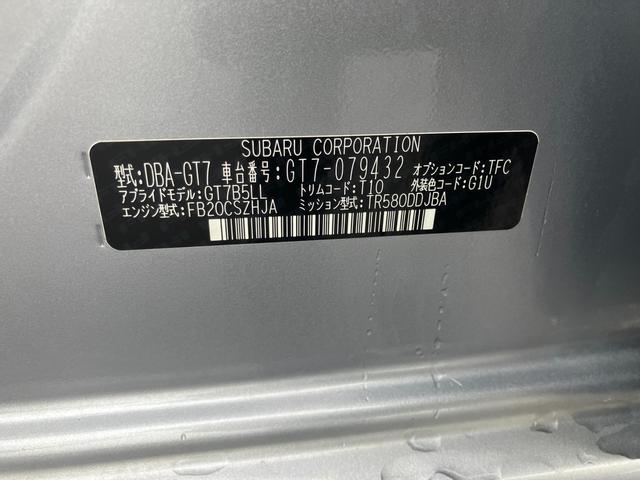 SUBARU CORPORATION
型式:DBA-GT7 車台番号:GT7-079432 オプションコード:TFC
アプライドモデル:GT7B5LL トリムコード:T10 外装色コード:G1U
エンジン型式:FB20CSZHJA ミッション型式:TR580DDJBA